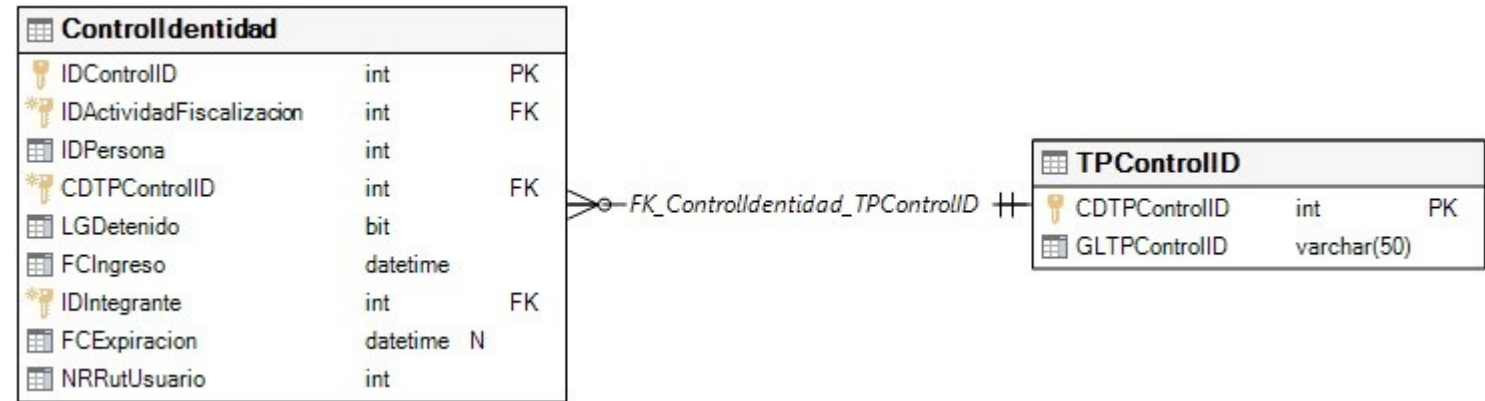 ControlIdentidad
IDControlID int PK
IDActividadFiscalizacion int FK
IDPersona int
CDTPControlID int FK
LGDetenido bit
FCIngreso datetime
IDIntegrante int FK
FCExpiracion datetime N
NRRutUsuario int
FK_ControlIdentidad_TPControlID
TPControlID
CDTPControlID int PK
GLTPControlID varchar(50)